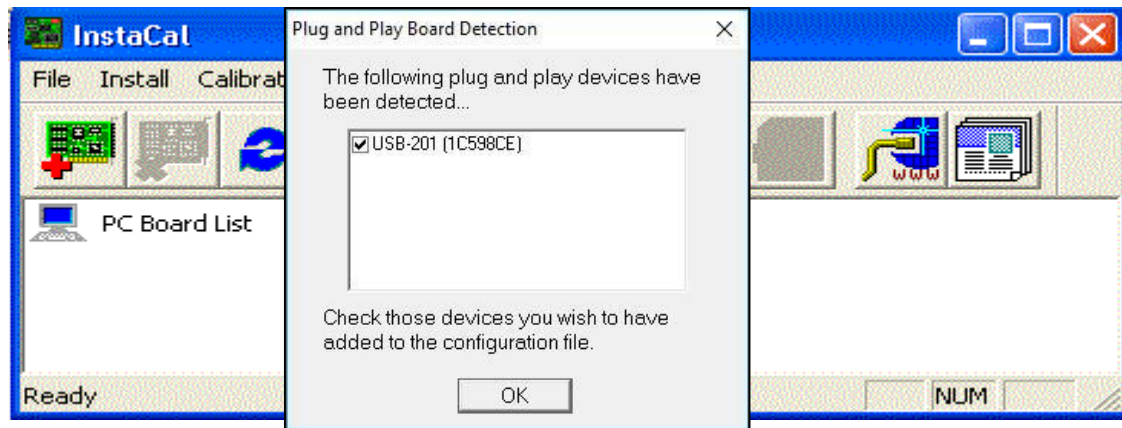 InstaCal
File Install Calibrat
www
PC Board List
Ready
NUM
Plug and Play Board Detection
The following plug and play devices have
been detected...
USB-201 (1C598CE)
Check those devices you wish to have
added to the configuration file.
OK